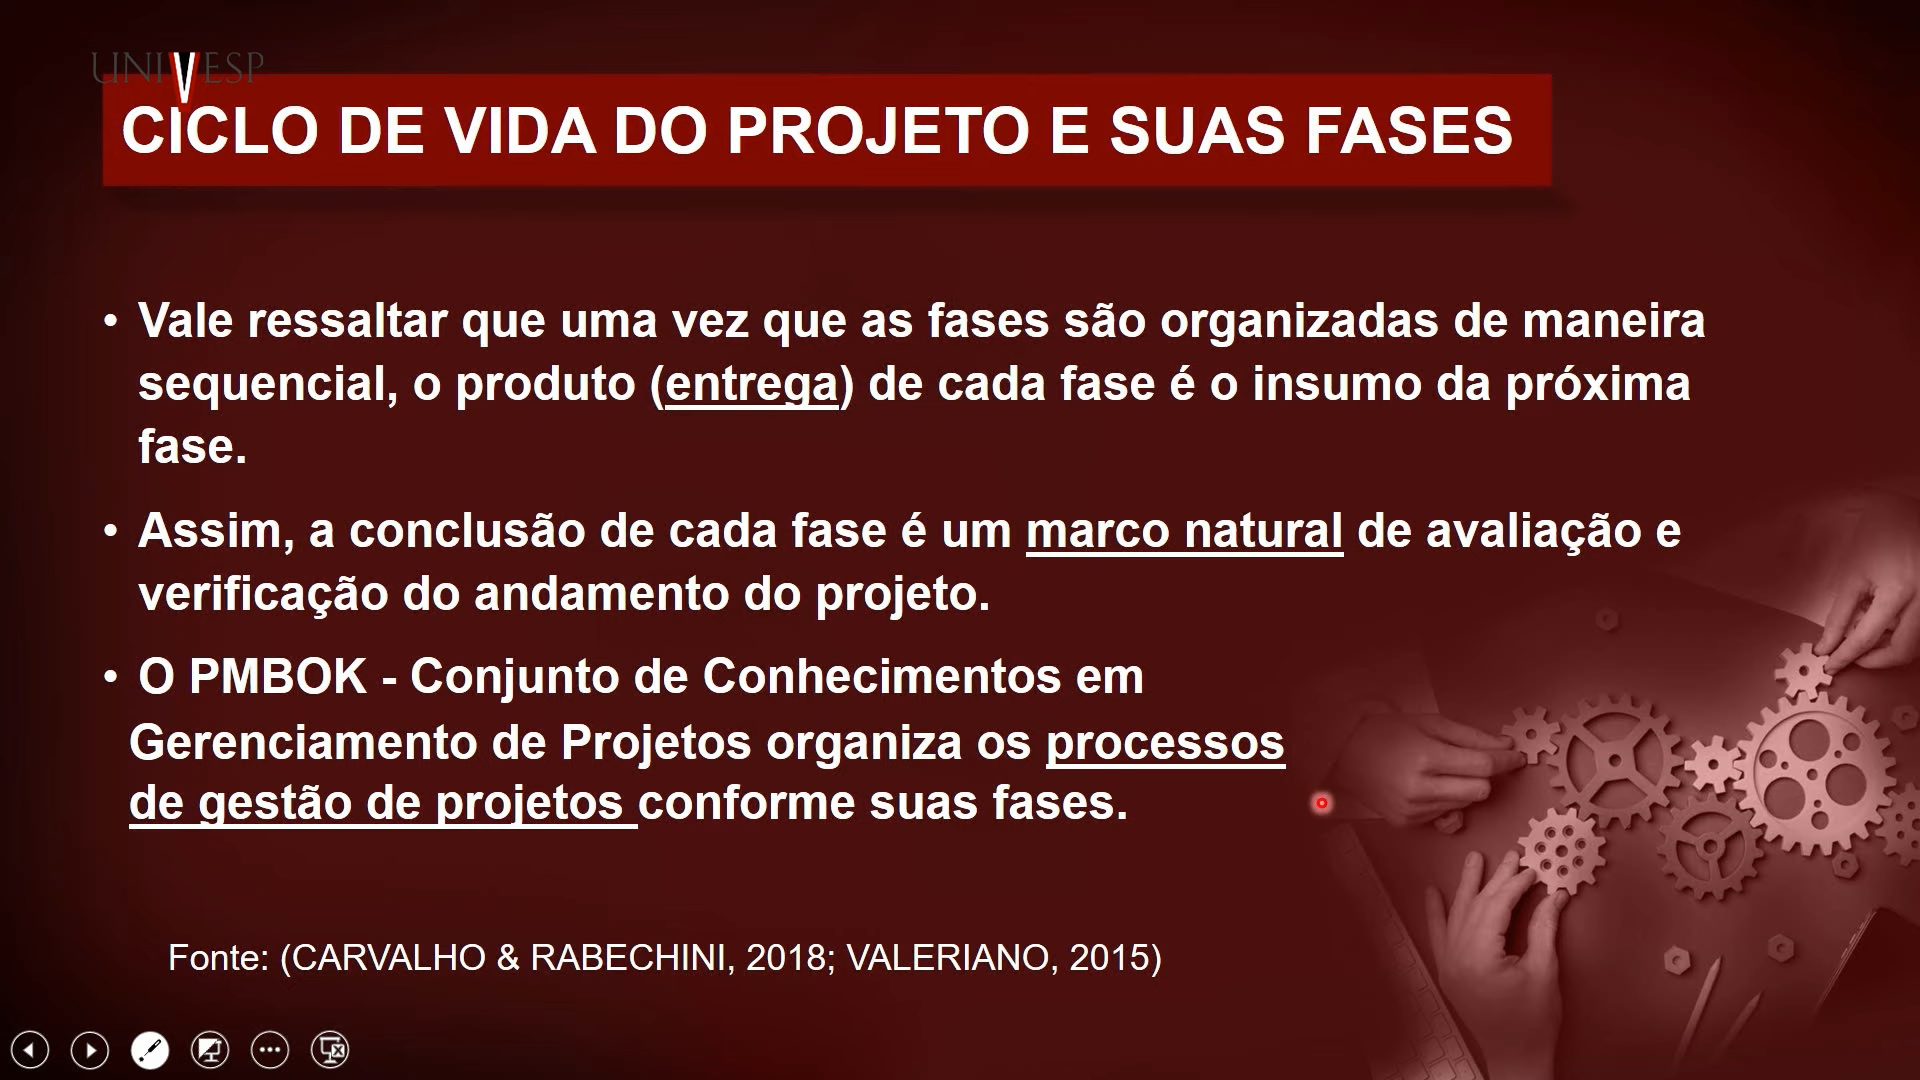 UNIVESP
CICLO DE VIDA DO PROJETO E SUAS FASES
• Vale ressaltar que uma vez que as fases são organizadas de maneira
sequencial, o produto (entrega) de cada fase é o insumo da próxima
fase.
• Assim, a conclusão de cada fase é um marco natural de avaliação e
verificação do andamento do projeto.
• O PMBOK - Conjunto de Conhecimentos em
Gerenciamento de Projetos organiza os processos
de gestão de projetos conforme suas fases.
Fonte: (CARVALHO & RABECHINI, 2018; VALERIANO, 2015)